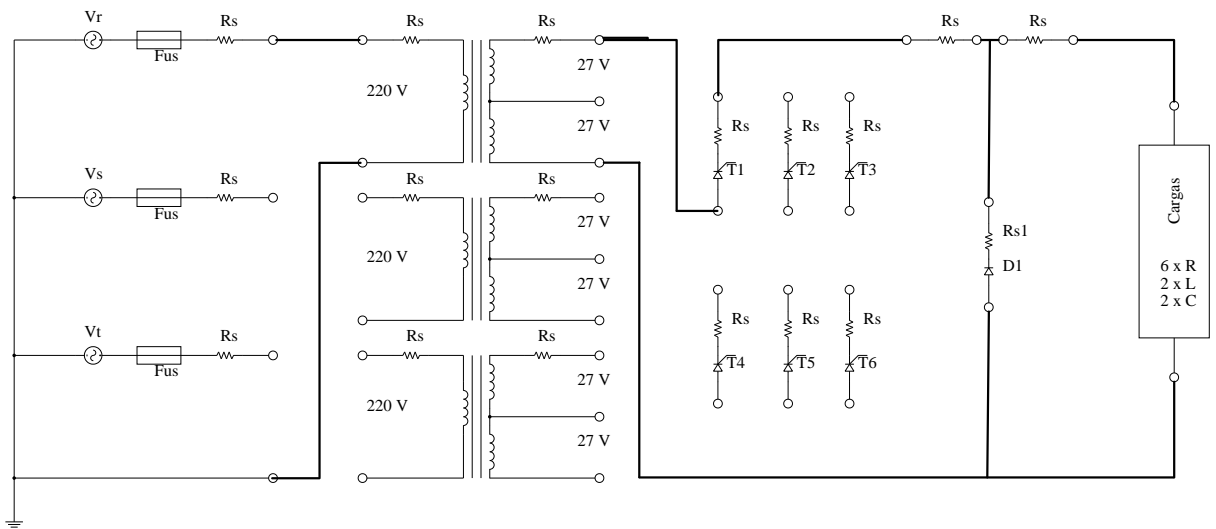 Vr
Rs
Rs
Rs
Rs
Rs
Fus
27 V
220 V
27 V
Rs
Rs
Rs
T1
T2
T3
Vs
Rs
Rs
Rs
Fus
27 V
220 V
27 V
Rs1
D1
Cargas
6 x R
2 x L
2 x C
Rs
Rs
Rs
T4
T5
T6
Vt
Rs
Rs
Rs
Fus
27 V
220 V
27 V